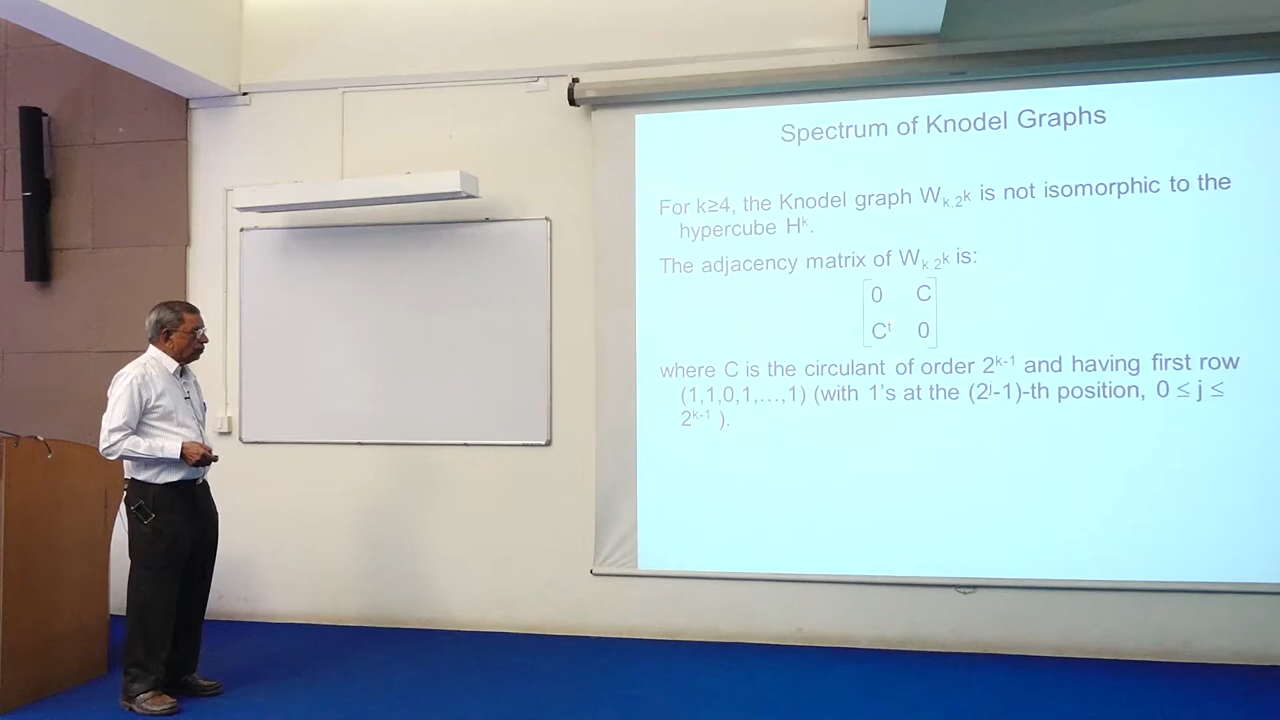 Spectrum of Knodel Graphs
For k≥4, the Knodel graph Wₖ,₂ᵏ is not isomorphic to the
hypercube Hᵏ.
The adjacency matrix of Wₖ,₂ᵏ is:
0 C
Cᵗ 0
where C is the circulant of order 2ᵏ⁻¹ and having first row
(1,1,0,1,…,1) (with 1's at the (2ʲ-1)-th position, 0 ≤ j ≤
2ᵏ⁻¹ ).